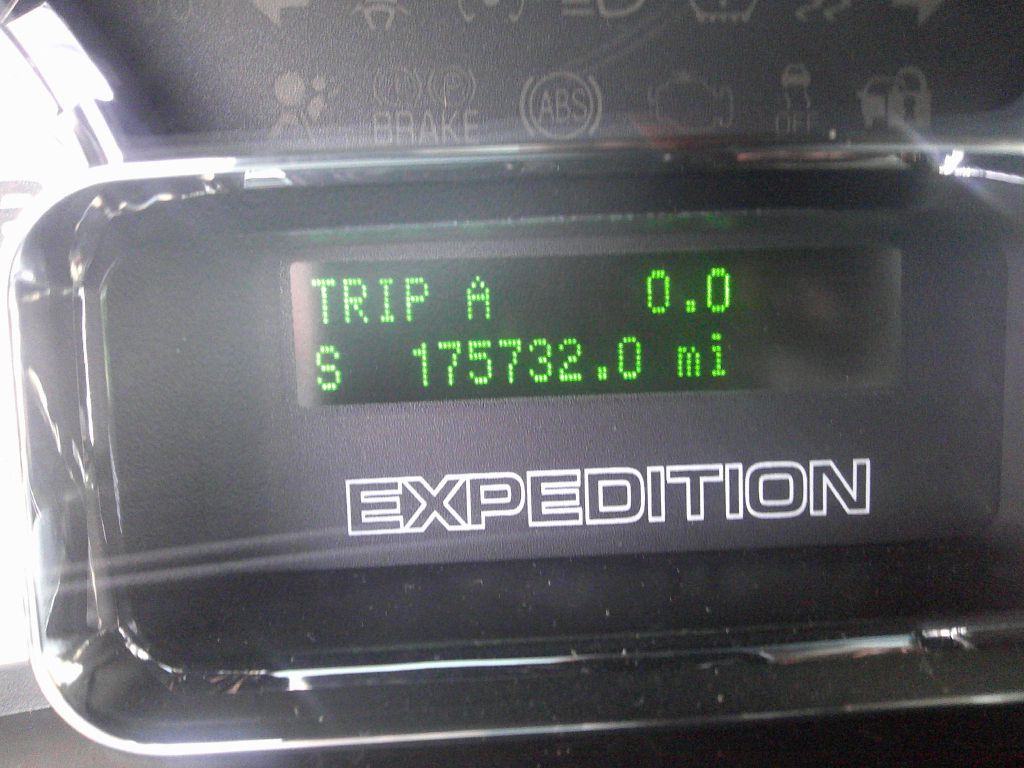 BRAKE ABS OFF
TRIP A 0.0
S 175732.0 mi
EXPEDITION